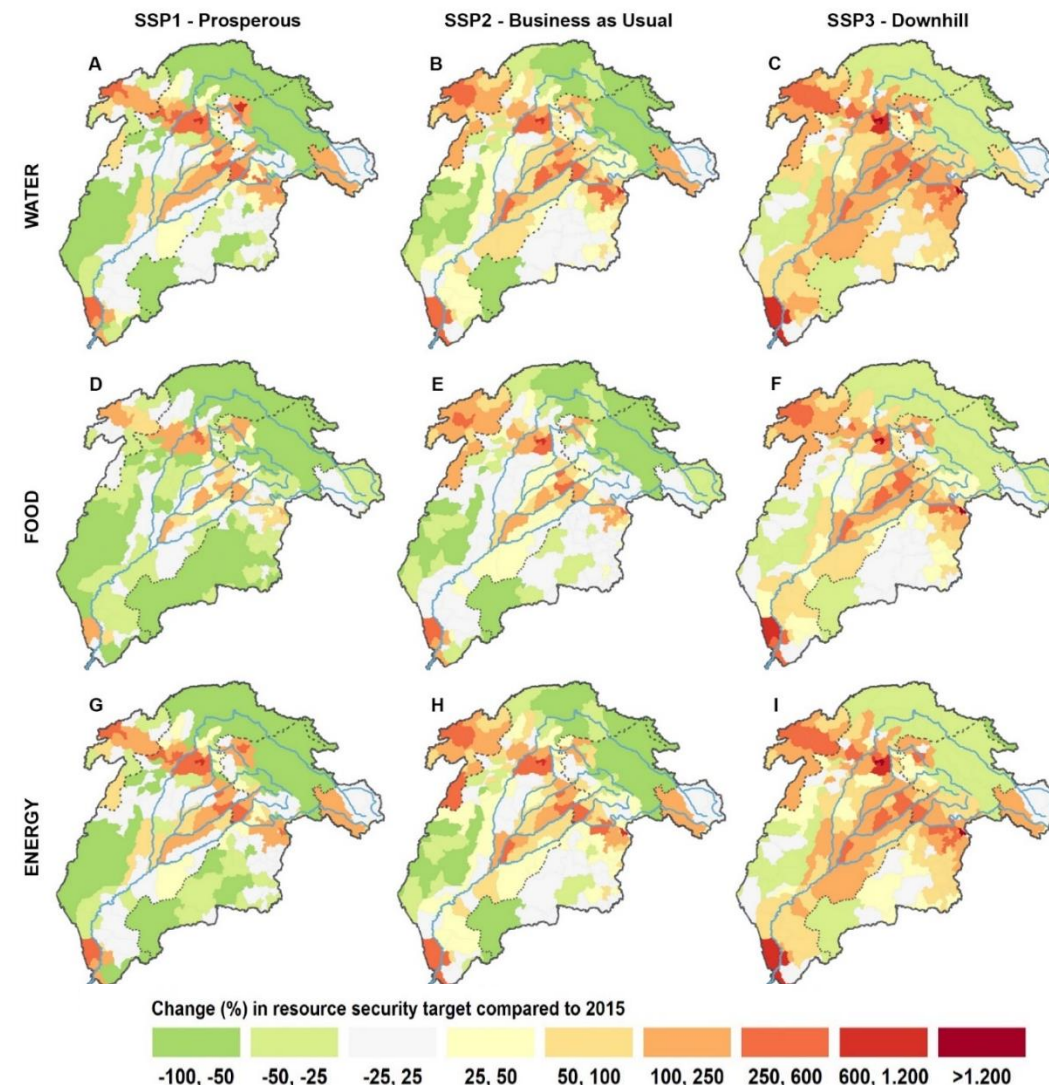 SSP1 - Prosperous
SSP2 - Business as Usual
SSP3 - Downhill
WATER
A
B
C
FOOD
D
E
F
ENERGY
G
H
I
Change (%) in resource security target compared to 2015
-100, -50
-50, -25
-25, 25
25, 50
50, 100
100, 250
250, 600
600, 1,200
>1,200